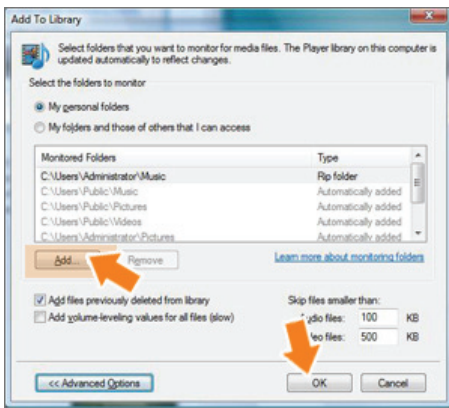 Add To Library
Select folders that you want to monitor for media files. The Player library on this computer is
updated automatically to reflect changes.
Select the folders to monitor
My personal folders
My folders and those of others that I can access
Monitored Folders Type
C:\Users\Administrator\Music Rip folder
C:\Users\Public\Music Automatically added
C:\Users\Public\Pictures Automatically added
C:\Users\Public\Videos Automatically added
C:\Users\Administrator\Pictures Automatically added
Add... Remove Learn more about monitoring folders
Add files previously deleted from library Skip files smaller than:
Add volume-leveling values for all files (slow) files: 100 KB
files: 500 KB
<< Advanced Options OK Cancel